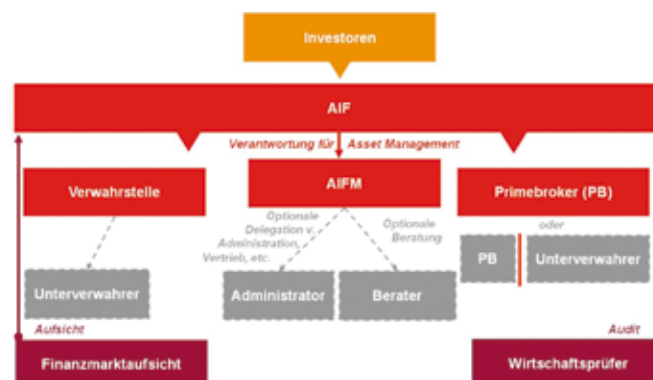 Investoren
AIF
Verantwortung für Asset Management
Verwahrstelle
AIFM
Primebroker (PB)
Optionale
Delegation v.
Administration,
Vertrieb, etc.
Optionale
Beratung
oder
PB
Unterverwahrer
Unterverwahrer
Administrator
Berater
Aufsicht
Audit
Finanzmarktaufsicht
Wirtschaftsprüfer